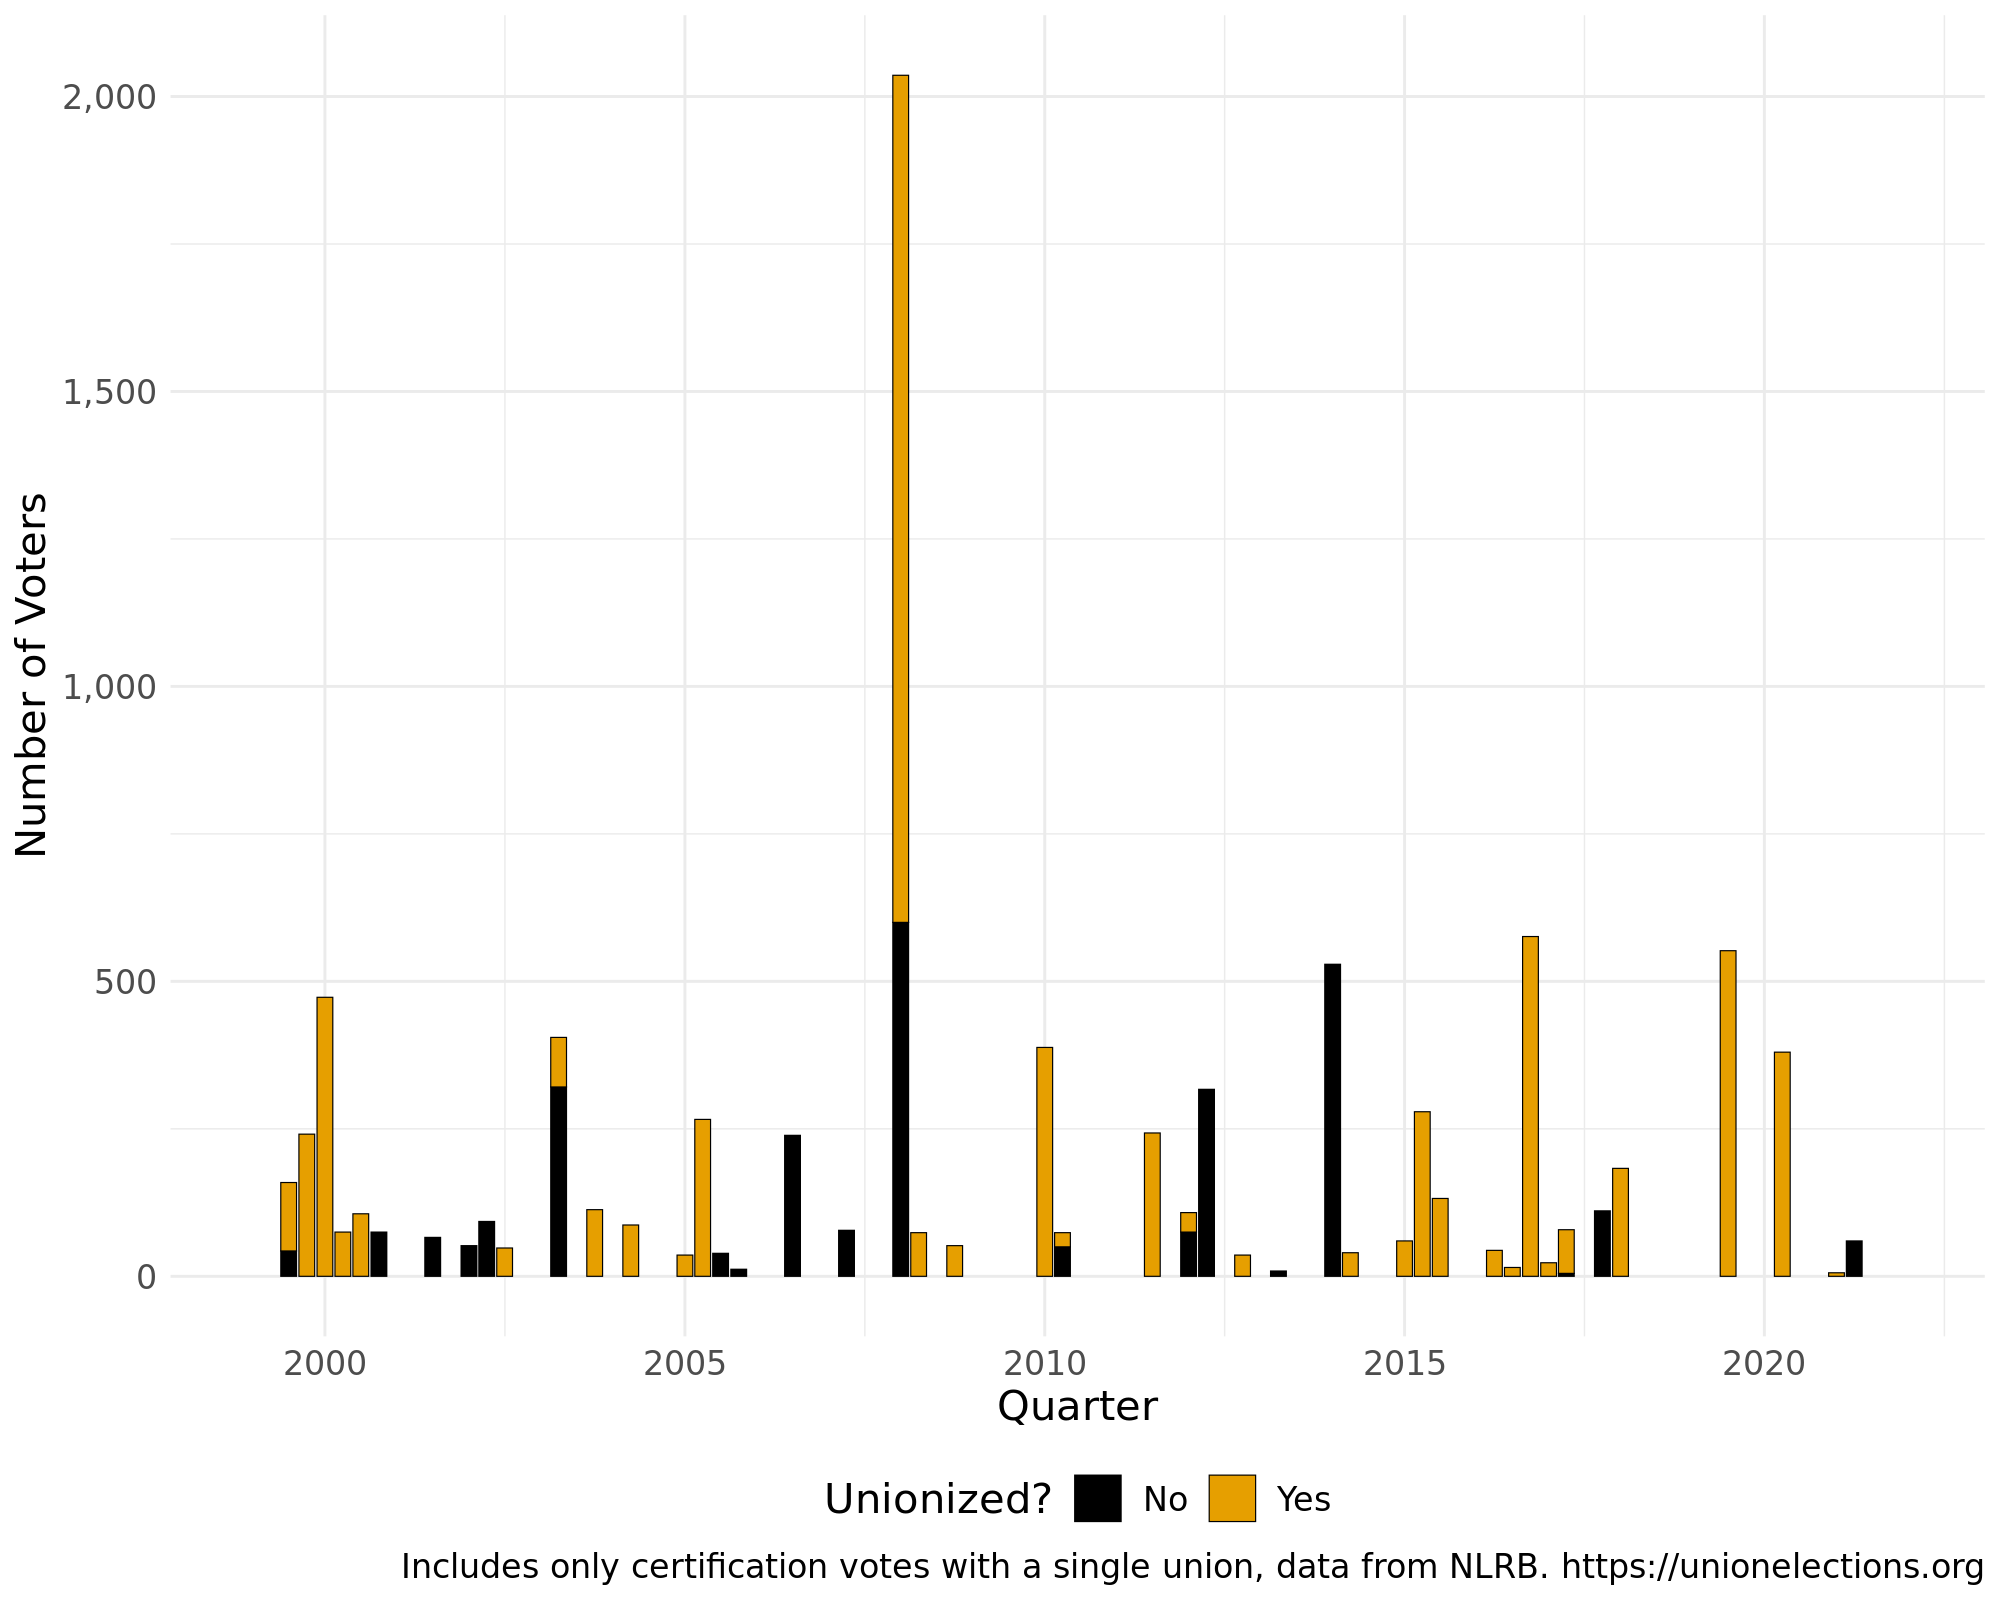 2,000
1,500
1,000
500
0
Number of Voters
2000 2005 2010 2015 2020
Quarter
Unionized? No Yes
Includes only certification votes with a single union, data from NLRB. https://unionelections.org